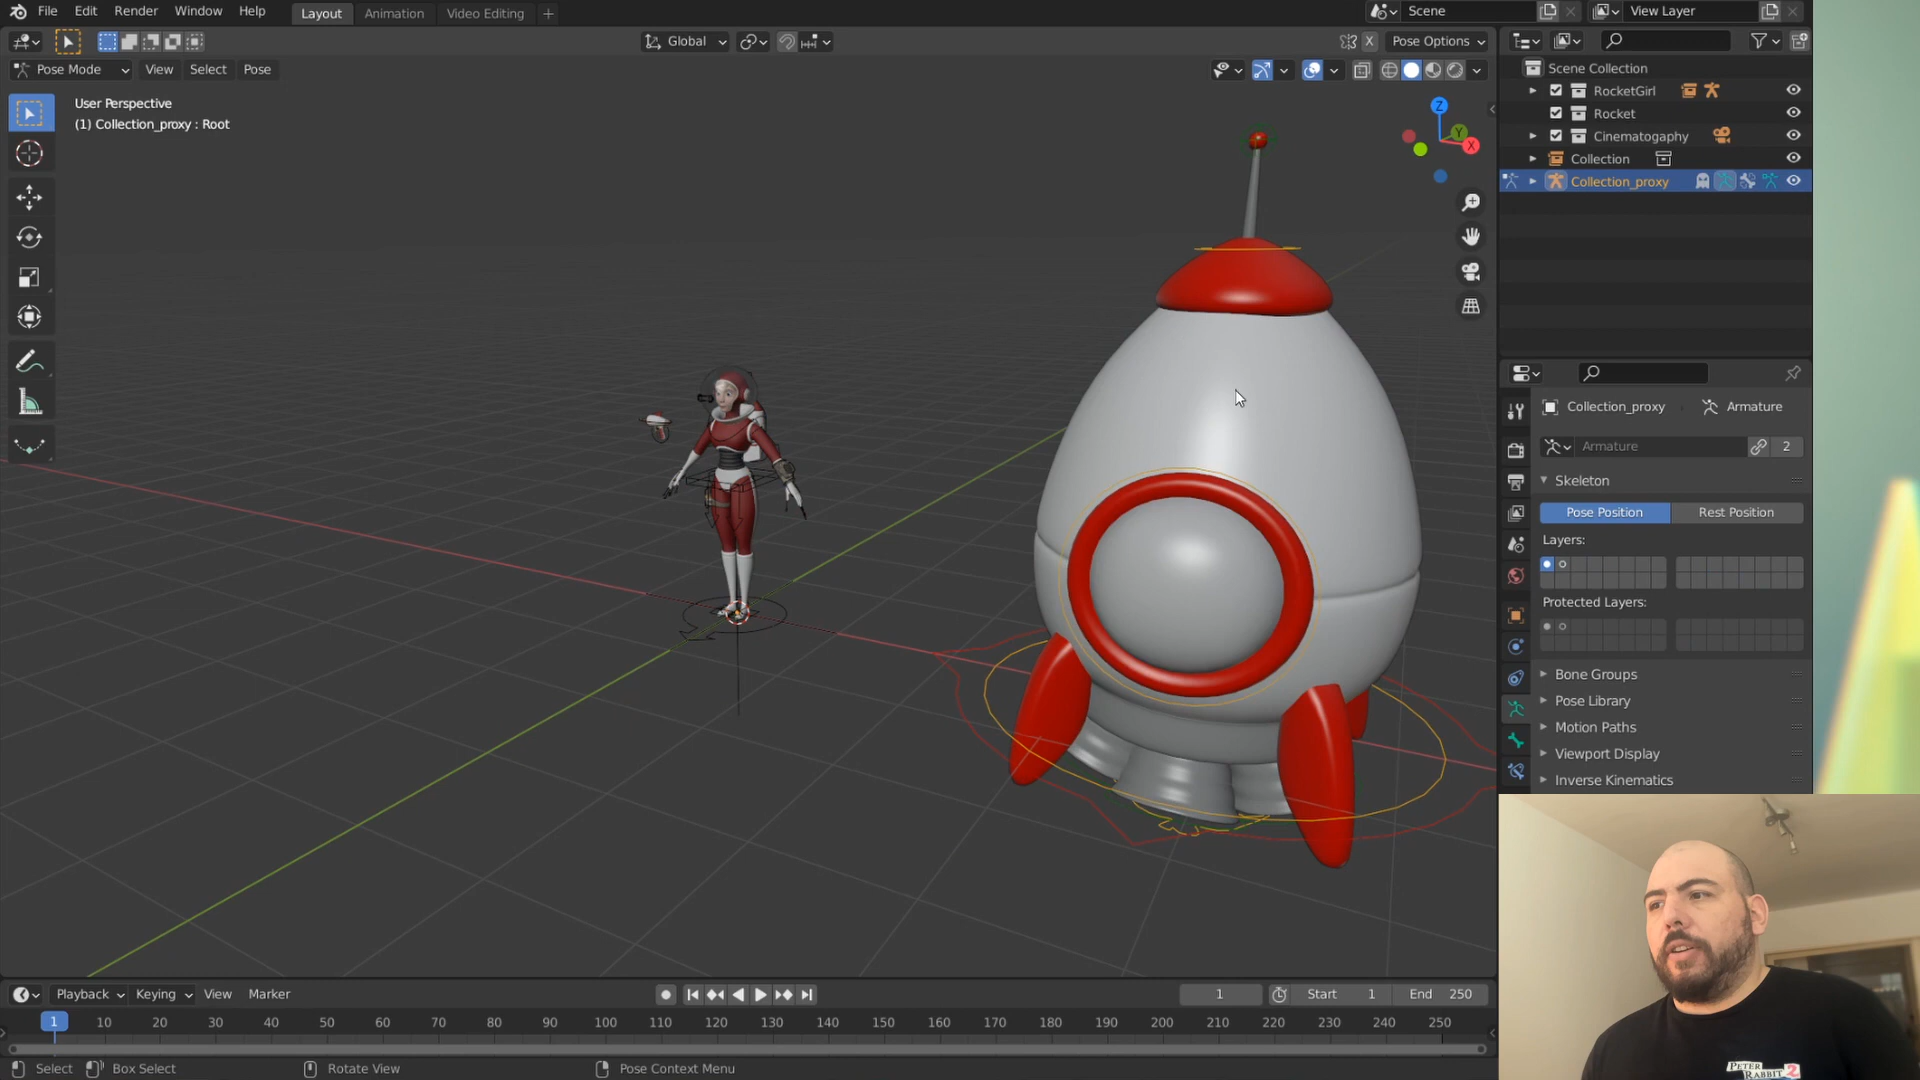 File Edit Render Window Help Layout Animation Video Editing +
Scene View Layer
Global Pose Options
X
Pose Mode View Select Pose
User Perspective
(1) Collection_proxy : Root
Z
Y
X
Scene Collection
RocketGirl
Rocket
Cinematogaphy
Collection
Collection_proxy
Collection_proxy Armature
Armature 2
Skeleton
Pose Position Rest Position
Layers:
Protected Layers:
Bone Groups
Pose Library
Motion Paths
Viewport Display
Inverse Kinematics
Playback Keying View Marker 1 Start 1 End 250
1 10 20 30 40 50 60 70 80 90 100 110 120 130 140 150 160 170 180 190 200 210 220 230 240 250
Select Box Select Rotate View Pose Context Menu
PETER
RABBIT 2